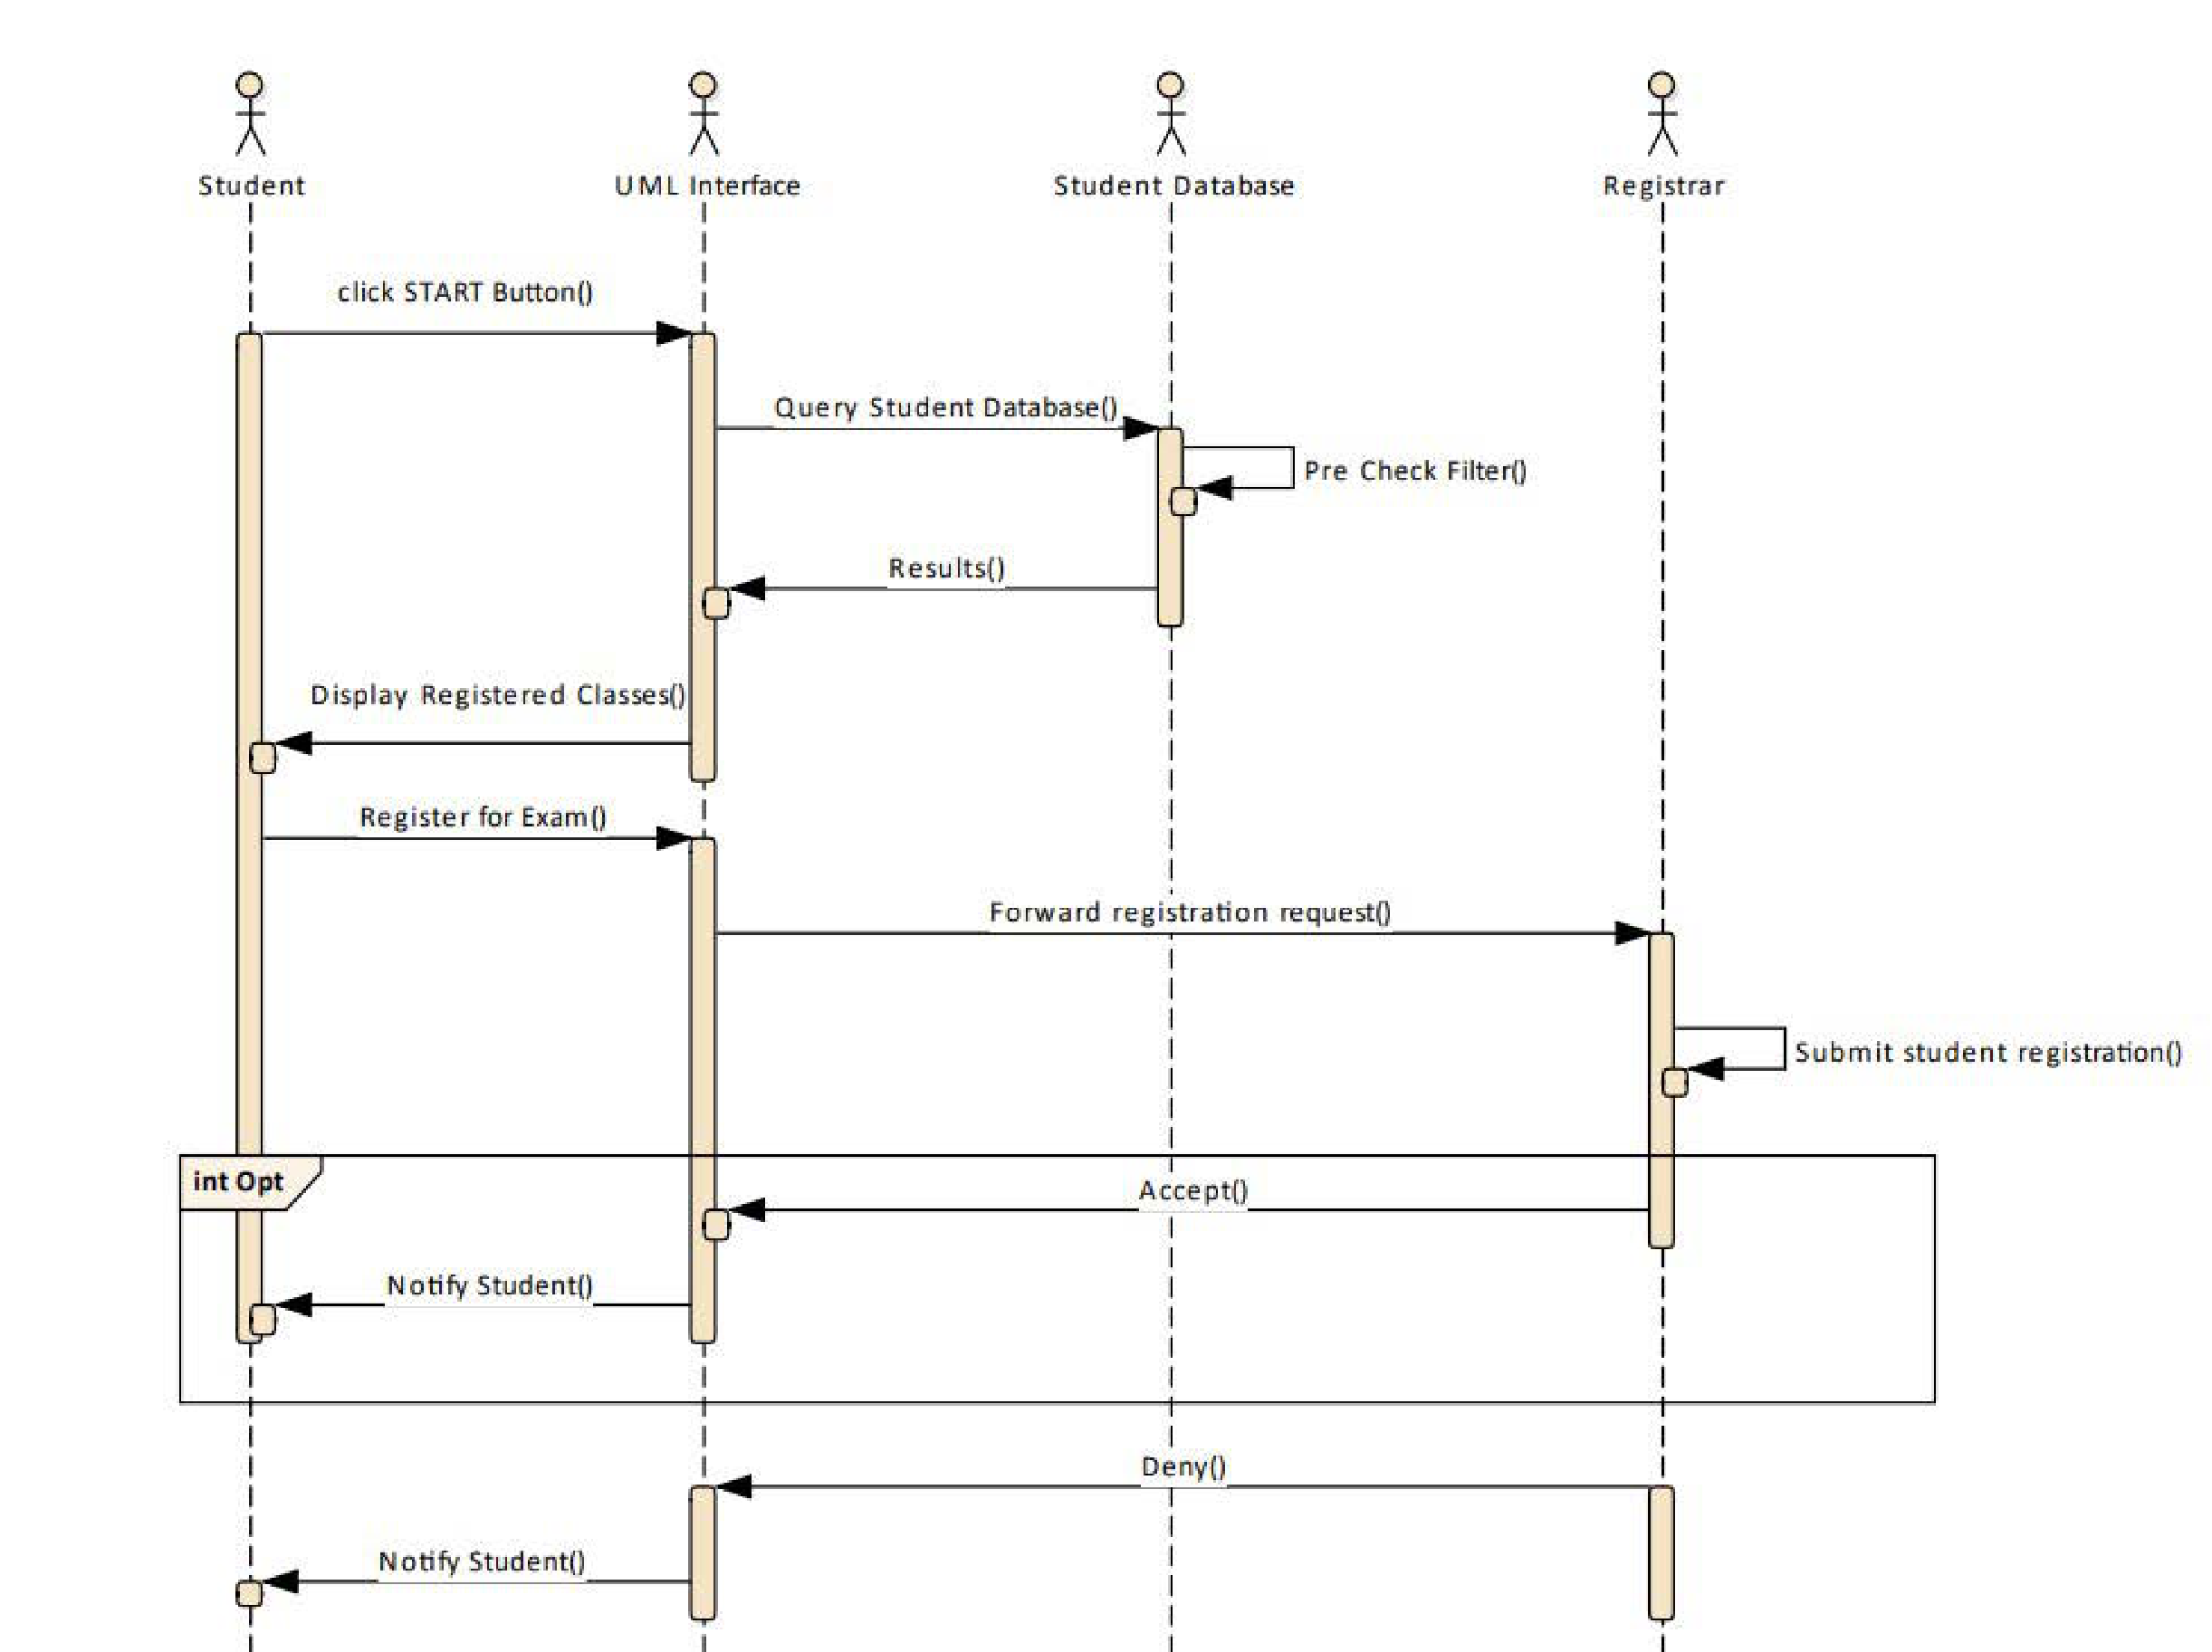 Student
UML Interface
Student Database
Registrar
click START Button()
Query Student Database()
Pre Check Filter()
Results()
Display Registered Classes()
Register for Exam()
Forward registration request()
Submit student registration()
int Opt
Accept()
Notify Student()
Deny()
Notify Student()